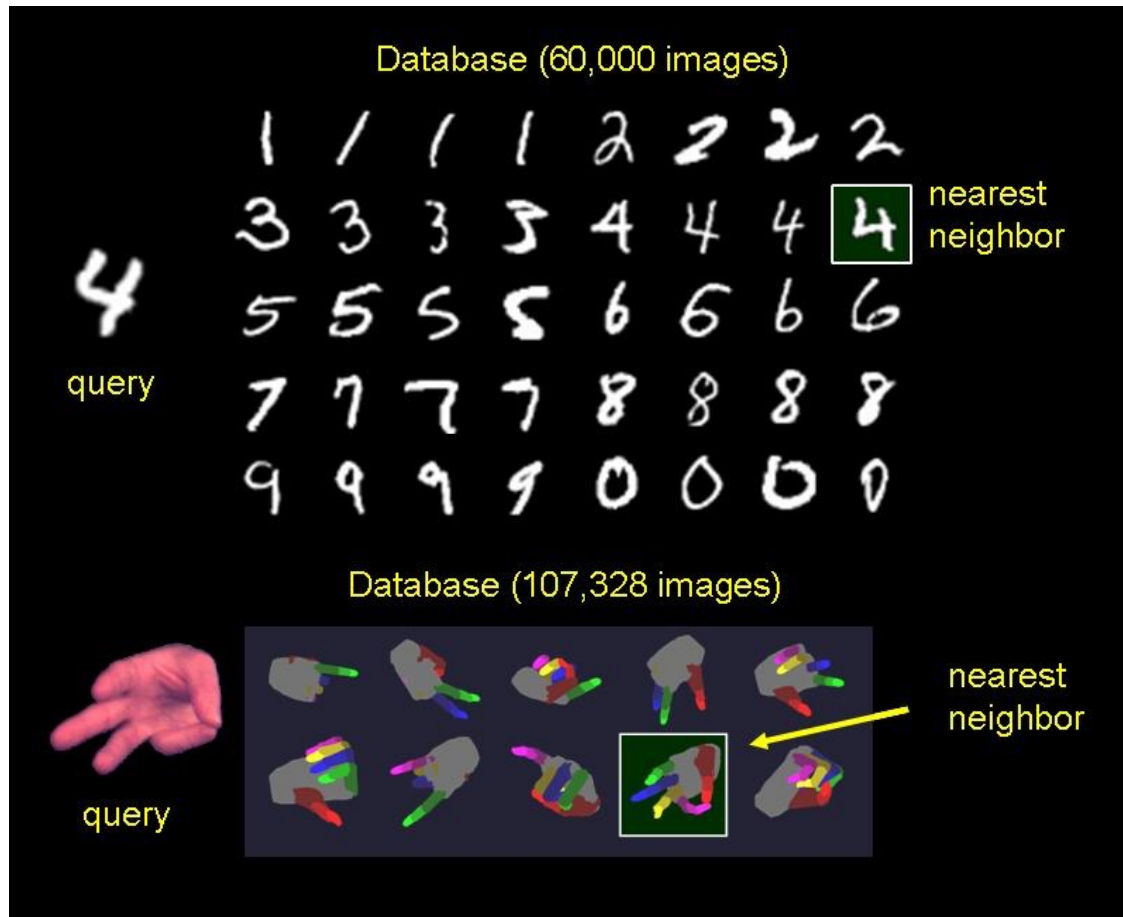 Database (60,000 images)
1 1 1 1 2 2 2 2
3 3 3 3 4 4 4 4
nearest
neighbor
4
5 5 5 5 6 6 6 6
query
7 7 7 7 8 8 8 8
9 9 9 9 0 0 0 0
Database (107,328 images)
nearest
neighbor
query